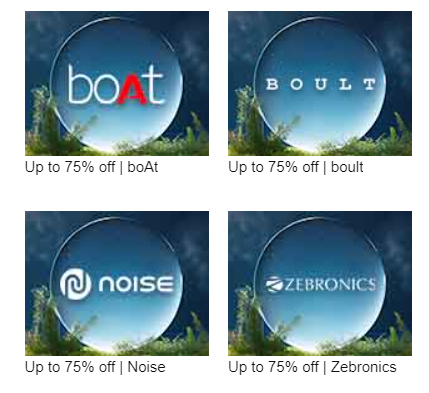 boAt
BOULT
Up to 75% off | boAt
Up to 75% off | boult
NOISE
ZEBRONICS
Up to 75% off | Noise
Up to 75% off | Zebronics